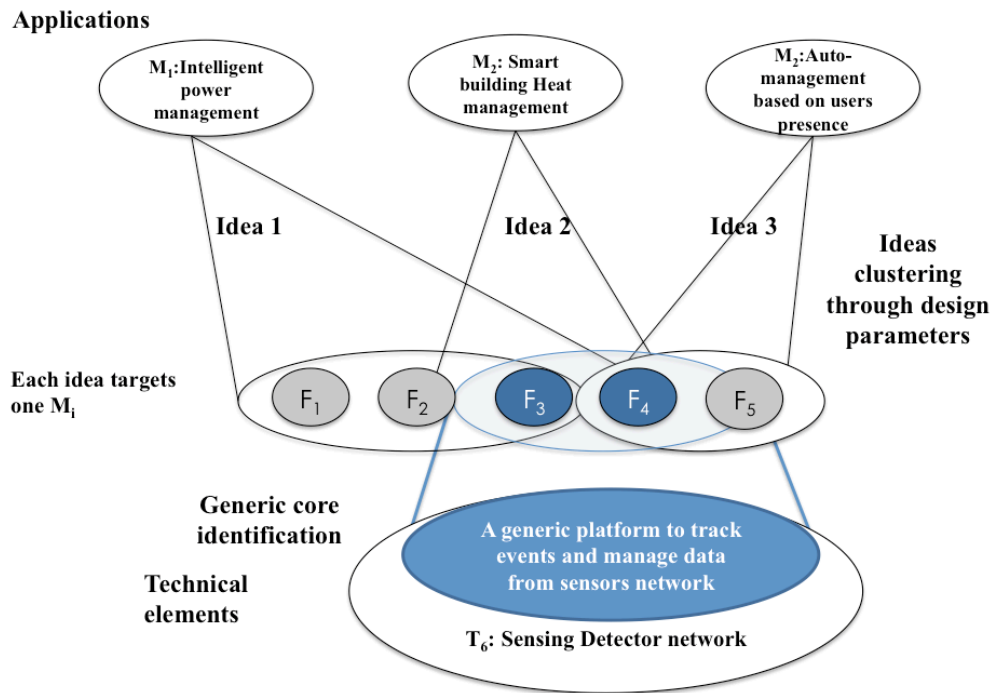 Applications
M₁:Intelligent
power
management
M₂: Smart
building Heat
management
M₂:Auto-
management
based on users
presence
Idea 1
Idea 2
Idea 3
Ideas
clustering
through design
parameters
Each idea targets
one Mᵢ
F₁
F₂
F₃
F₄
F₅
Generic core
identification
A generic platform to track
events and manage data
from sensors network
Technical
elements
T₆: Sensing Detector network